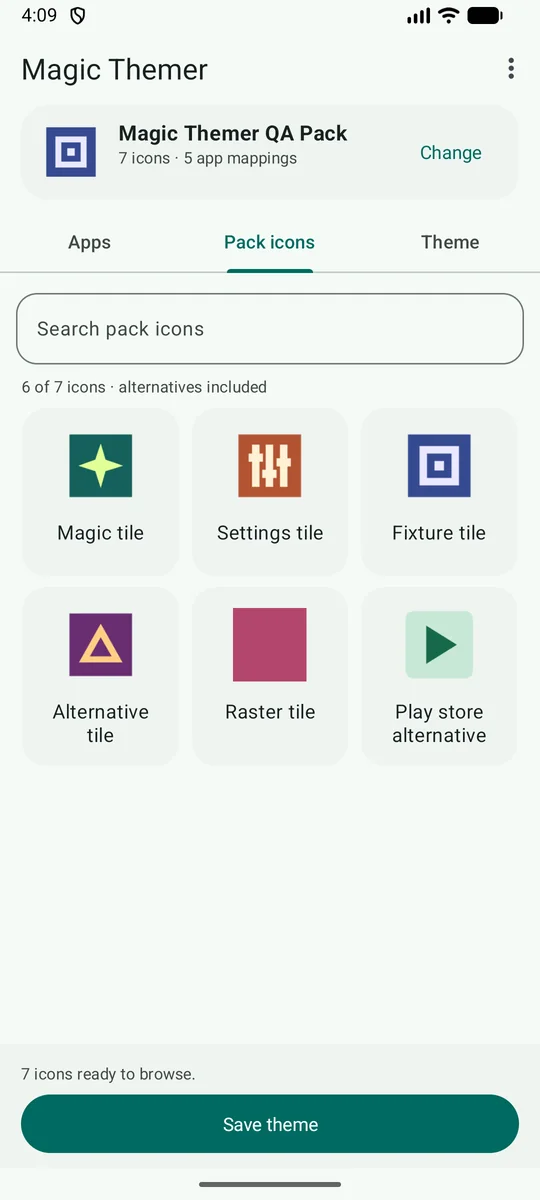 4:09
Magic Themer
Magic Themer QA Pack
7 icons · 5 app mappings
Change
Apps
Pack icons
Theme
Search pack icons
6 of 7 icons · alternatives included
Magic tile
Settings tile
Fixture tile
Alternative
tile
Raster tile
Play store
alternative
7 icons ready to browse.
Save theme